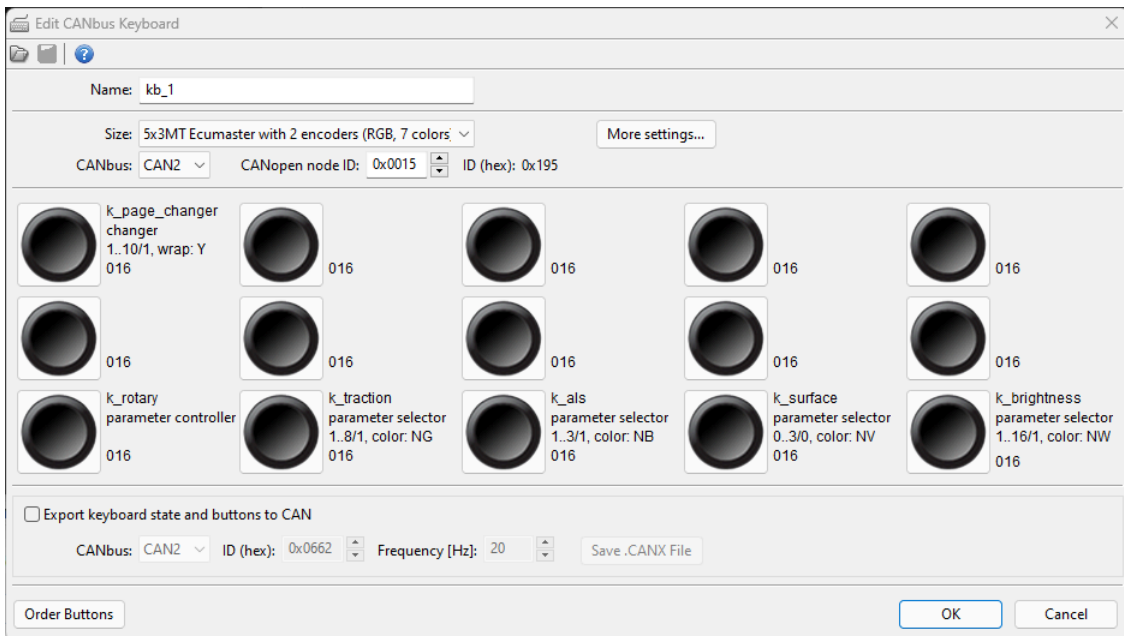 Edit CANbus Keyboard
Name: kb_1
Size: 5x3MT Ecumaster with 2 encoders (RGB, 7 colors)
More settings...
CANbus: CAN2 CANopen node ID: 0x0015 ID (hex): 0x195
k_page_changer
changer
1..10/1, wrap: Y
016 016 016 016 016
016 016 016 016 016
k_rotary
parameter controller
016
k_traction
parameter selector
1..8/1, color: NG
016
k_als
parameter selector
1..3/1, color: NB
016
k_surface
parameter selector
0..3/0, color: NV
016
k_brightness
parameter selector
1..16/1, color: NW
016
Export keyboard state and buttons to CAN
CANbus: CAN2 ID (hex): 0x0662 Frequency [Hz]: 20 Save .CANX File
Order Buttons OK Cancel